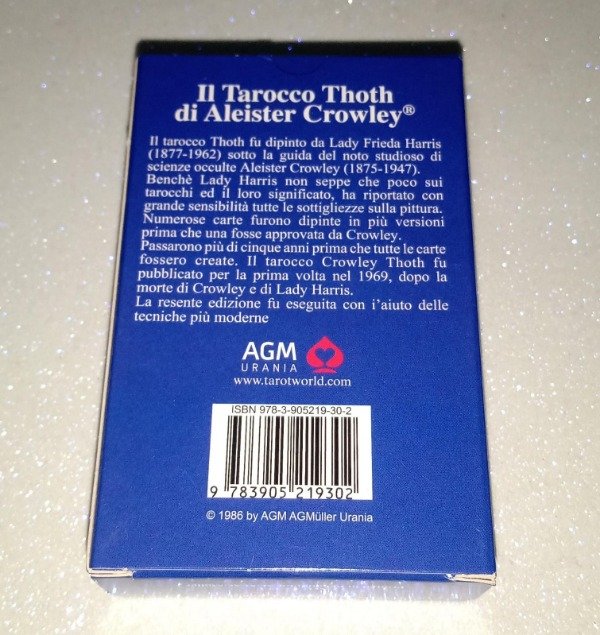 Il Tarocco Thoth
di Aleister Crowley®
Il tarocco Thoth fu dipinto da Lady Frieda Harris
(1877-1962) sotto la guida del noto studioso di
scienze occulte Aleister Crowley (1875-1947).
Benchè Lady Harris non seppe che poco sui
tarocchi ed il loro significato, ha riportato con
grande sensibilità tutte le sottigliezze sulla pittura.
Numerose carte furono dipinte in più versioni
prima che una fosse approvata da Crowley.
Passarono più di cinque anni prima che tutte le carte
fossero create. Il tarocco Crowley Thoth fu
pubblicato per la prima volta nel 1969, dopo la
morte di Crowley e di Lady Harris.
La resente edizione fu eseguita con i'aiuto delle
tecniche più moderne
AGM
URANIA
www.tarotworld.com
ISBN 978-3-905219-30-2
9 783905 219302
© 1986 by AGM AGMüller Urania